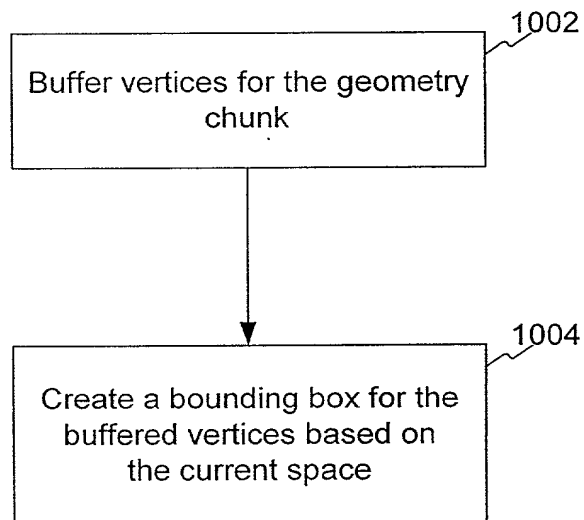 1002
Buffer vertices for the geometry
chunk
1004
Create a bounding box for the
buffered vertices based on
the current space